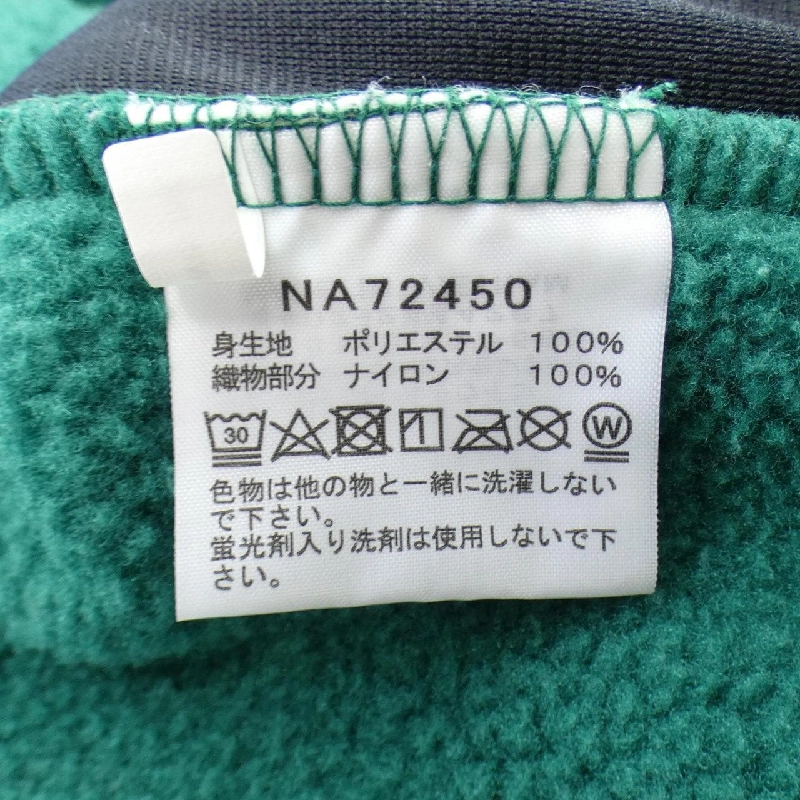 NA72450
身生地 ポリエステル 100%
織物部分 ナイロン 100%
30 W
色物は他の物と一緒に洗濯しない
で下さい。
蛍光剤入り洗剤は使用しないで下
さい。